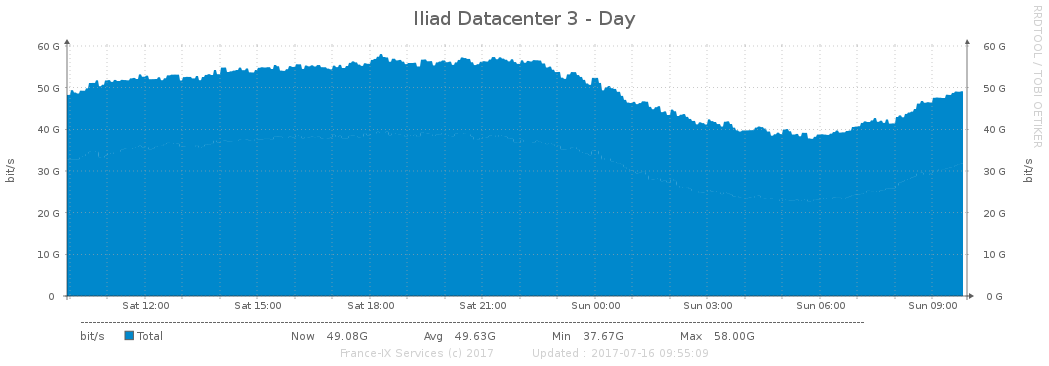 Iliad Datacenter 3 - Day
RRDTOOL / TOBI OETIKER
60 G 60 G
50 G 50 G
40 G 40 G
30 G 30 G
20 G 20 G
10 G 10 G
0 0 G
bit/s bit/s
Sat 12:00 Sat 15:00 Sat 18:00 Sat 21:00 Sun 00:00 Sun 03:00 Sun 06:00 Sun 09:00
bit/s Total Now 49.08G Avg 49.63G Min 37.67G Max 58.00G
France-IX Services (c) 2017 Updated : 2017-07-16 09:55:09